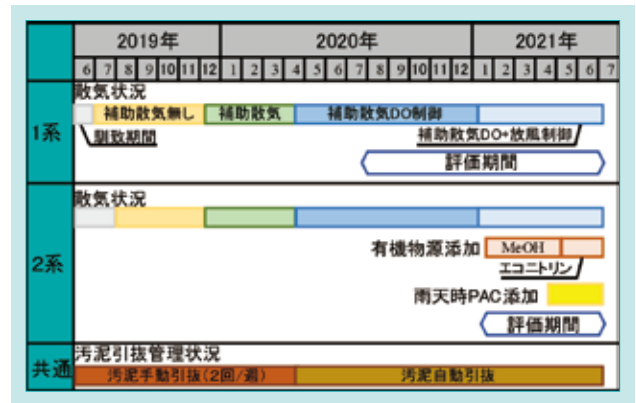 2019年 2020年 2021年
6 7 8 9 10 11 12 1 2 3 4 5 6 7 8 9 10 11 12 1 2 3 4 5 6 7
1系
散気状況
補助散気無し 補助散気 補助散気DO制御
馴致期間 補助散気DO+放風制御
評価期間
2系
散気状況
有機物源添加 MeOH
エコニトリン
雨天時PAC添加
評価期間
共通
汚泥引抜管理状況
汚泥手動引抜(2回/週) 汚泥自動引抜